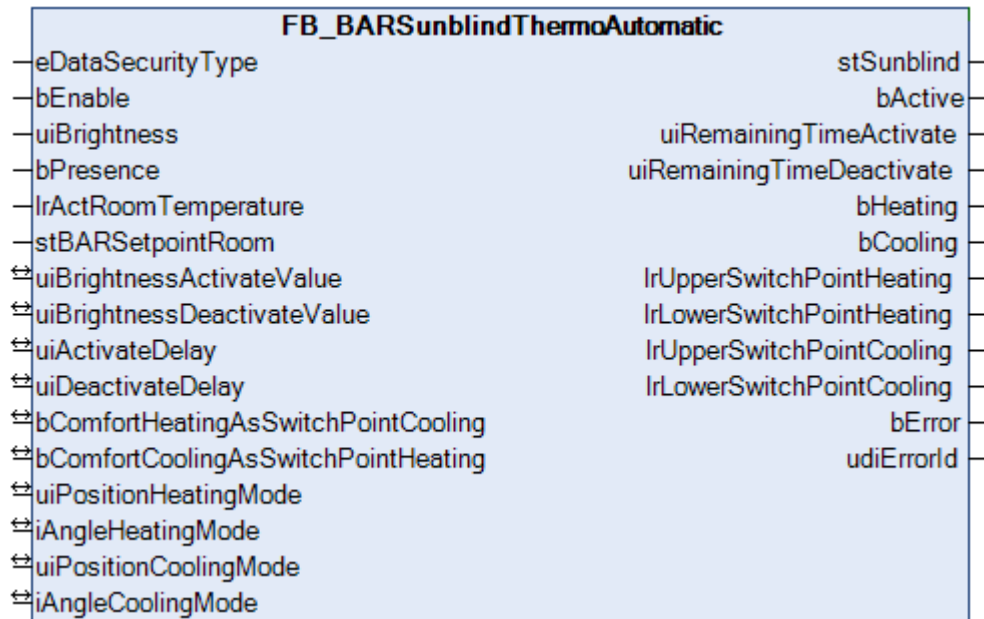 FB_BARSunblindThermoAutomatic
eDataSecurityType stSunblind
bEnable bActive
uiBrightness uiRemainingTimeActivate
bPresence uiRemainingTimeDeactivate
lrActRoomTemperature bHeating
stBARSetpointRoom bCooling
uiBrightnessActivateValue lrUpperSwitchPointHeating
uiBrightnessDeactivateValue lrLowerSwitchPointHeating
uiActivateDelay lrUpperSwitchPointCooling
uiDeactivateDelay lrLowerSwitchPointCooling
bComfortHeatingAsSwitchPointCooling bError
bComfortCoolingAsSwitchPointHeating udiErrorId
uiPositionHeatingMode
iAngleHeatingMode
uiPositionCoolingMode
iAngleCoolingMode